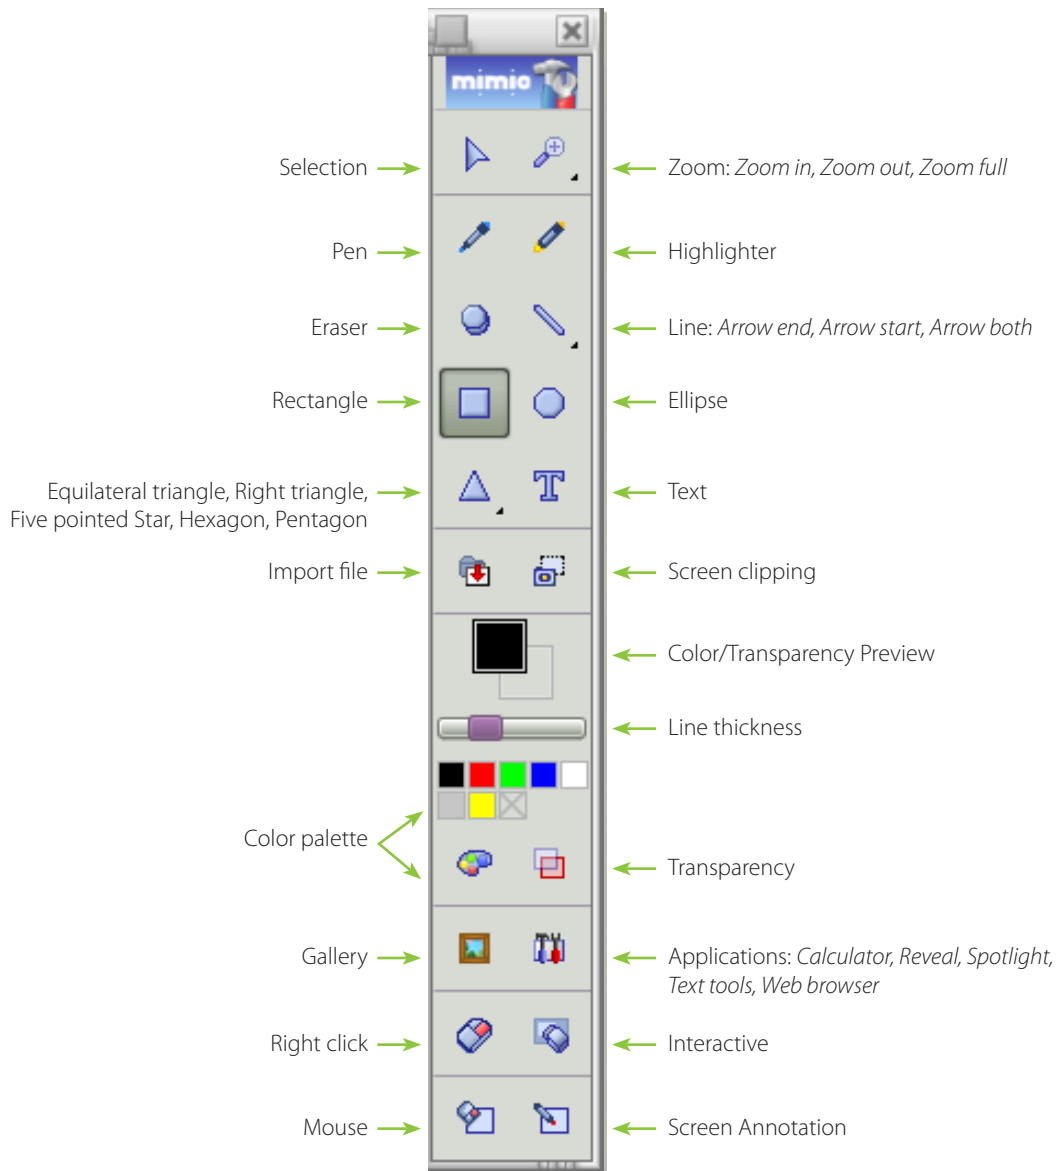 mimio
Selection
Zoom: Zoom in, Zoom out, Zoom full
Pen
Highlighter
Eraser
Line: Arrow end, Arrow start, Arrow both
Rectangle
Ellipse
Equilateral triangle, Right triangle,
Five pointed Star, Hexagon, Pentagon
T
Text
Import file
Screen clipping
Color/Transparency Preview
Line thickness
Color palette
Transparency
Gallery
Applications: Calculator, Reveal, Spotlight,
Text tools, Web browser
Right click
Interactive
Mouse
Screen Annotation